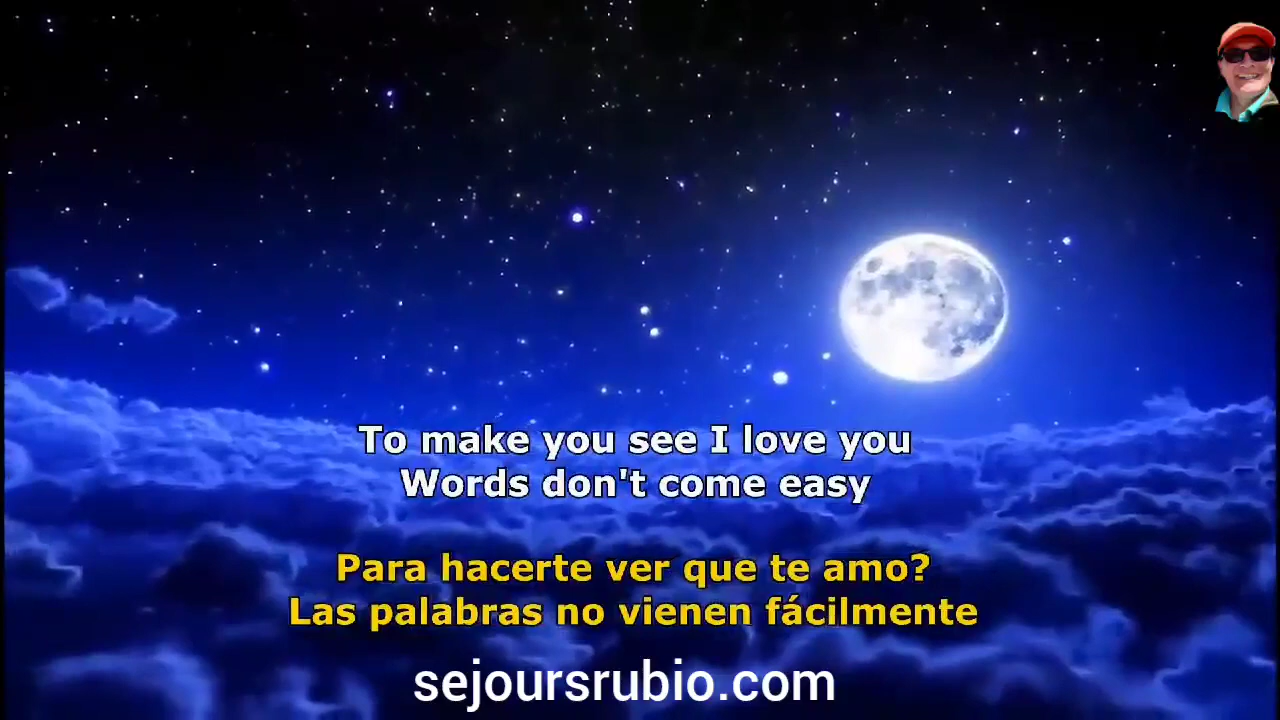 To make you see I love you
Words don't come easy
Para hacerte ver que te amo?
Las palabras no vienen fácilmente
sejoursrubio.com